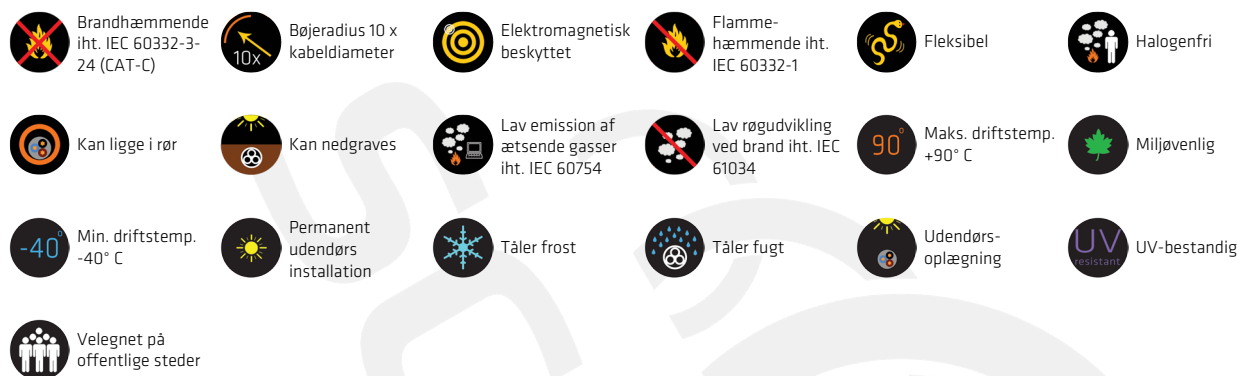 Brandhæmmende
iht. IEC 60332-3-
24 (CAT-C)
10x
Bøjeradius 10 x
kabeldiameter
Elektromagnetisk
beskyttet
Flamme-
hæmmende iht.
IEC 60332-1
Fleksibel
Halogenfri
Kan ligge i rør
Kan nedgraves
Lav emission af
ætsende gasser
iht. IEC 60754
Lav røgudvikling
ved brand iht. IEC
61034
90°
Maks. driftstemp.
+90° C
Miljøvenlig
-40°
Min. driftstemp.
-40° C
Permanent
udendørs
installation
Tåler frost
Tåler fugt
Udendørs-
oplægning
UV
resistant
UV-bestandig
Velegnet på
offentlige steder